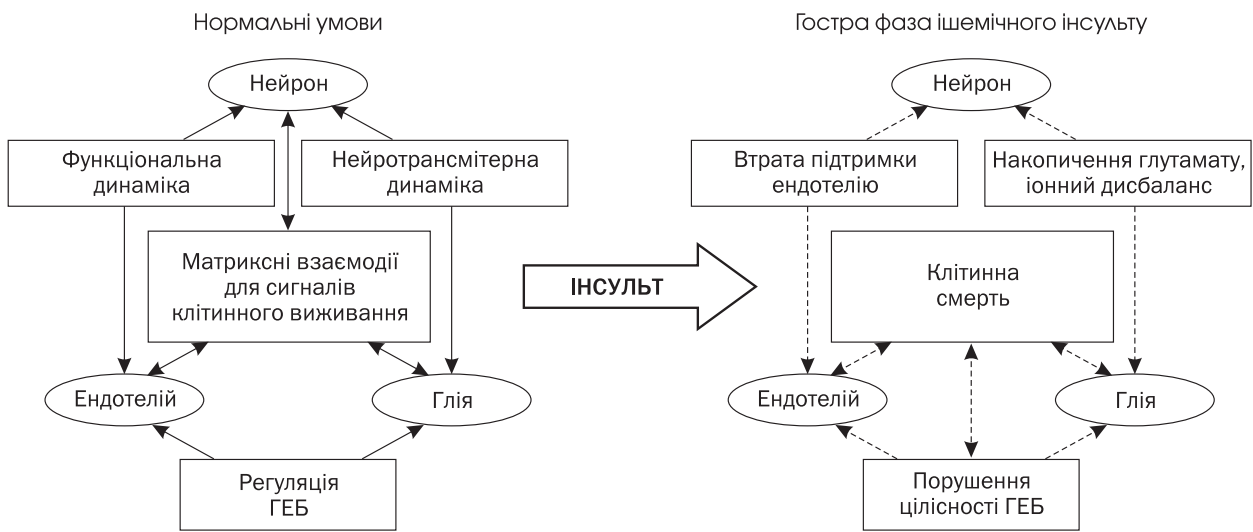 Нормальні умови
Нейрон
Функціональна
динаміка
Нейротрансмітерна
динаміка
Матриксні взаємодії
для сигналів
клітинного виживання
Ендотелій
Глія
Регуляція
ГЕБ
ІНСУЛЬТ
Гостра фаза ішемічного інсульту
Нейрон
Втрата підтримки
ендотелію
Накопичення глутамату,
іонний дисбаланс
Клітинна
смерть
Ендотелій
Глія
Порушення
цілісності ГЕБ